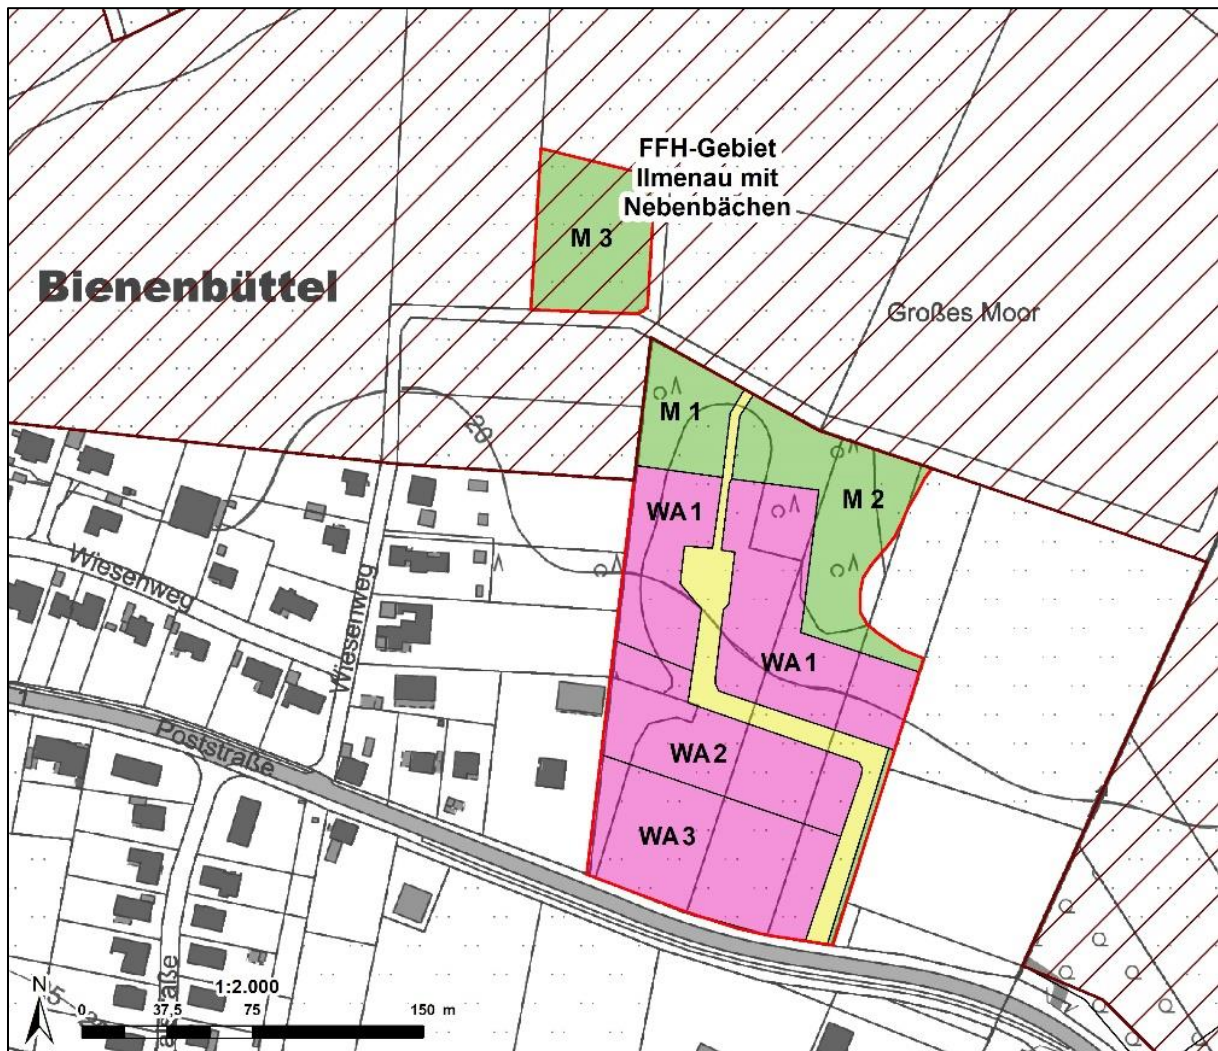 FFH-Gebiet
Ilmenau mit
Nebenbächen
M 3
Bienenbüttel
Großes Moor
M 1
20
M 2
WA 1
Wiesenweg
Wiesenweg
WA 1
1
Poststraße
WA 2
WA 3
N
1:2.000
0 37,5 75 150 m